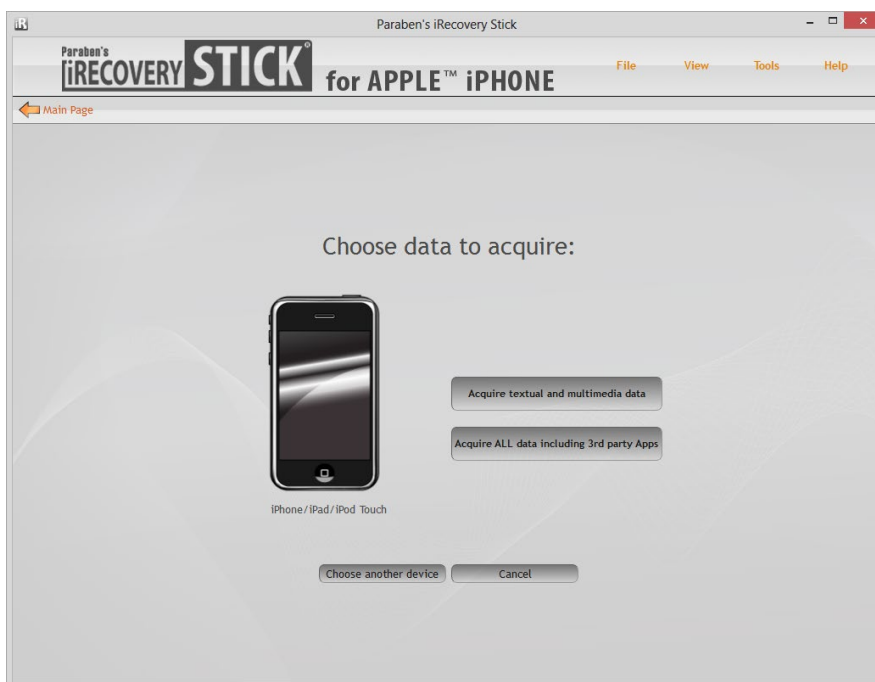 iR
Paraben's iRecovery Stick
Paraben's
iRECOVERY STICK® for APPLE™ iPHONE
File View Tools Help
Main Page
Choose data to acquire:
Acquire textual and multimedia data
Acquire ALL data including 3rd party Apps
iPhone/iPad/iPod Touch
Choose another device Cancel